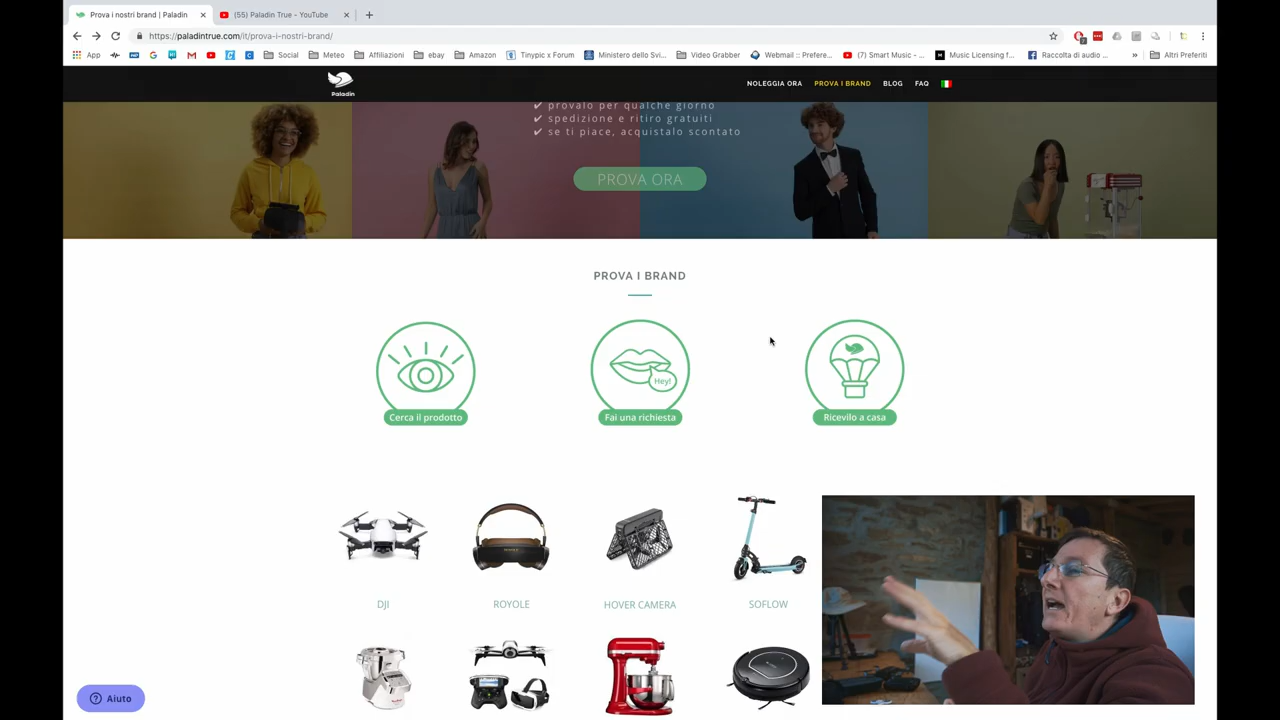 Prova i nostri brand | Paladin
(55) Paladin True - YouTube
https://paladintrue.com/it/prova-i-nostri-brand/
App
Social
Meteo
Affiliazioni
ebay
Amazon
Tinypic x Forum
Ministero dello Svi...
Video Grabber
Webmail :: Prefere...
(7) Smart Music - ...
Music Licensing f...
Raccolta di audio ...
»
Altri Preferiti
Paladin
NOLEGGIA ORA
PROVA I BRAND
BLOG
FAQ
✔ provalo per qualche giorno
✔ spedizione e ritiro gratuiti
✔ se ti piace, acquistalo scontato
PROVA ORA
PROVA I BRAND
Hey!
Cerca il prodotto
Fai una richiesta
Ricevilo a casa
DJI
ROYOLE
HOVER CAMERA
SOFLOW
Aiuto